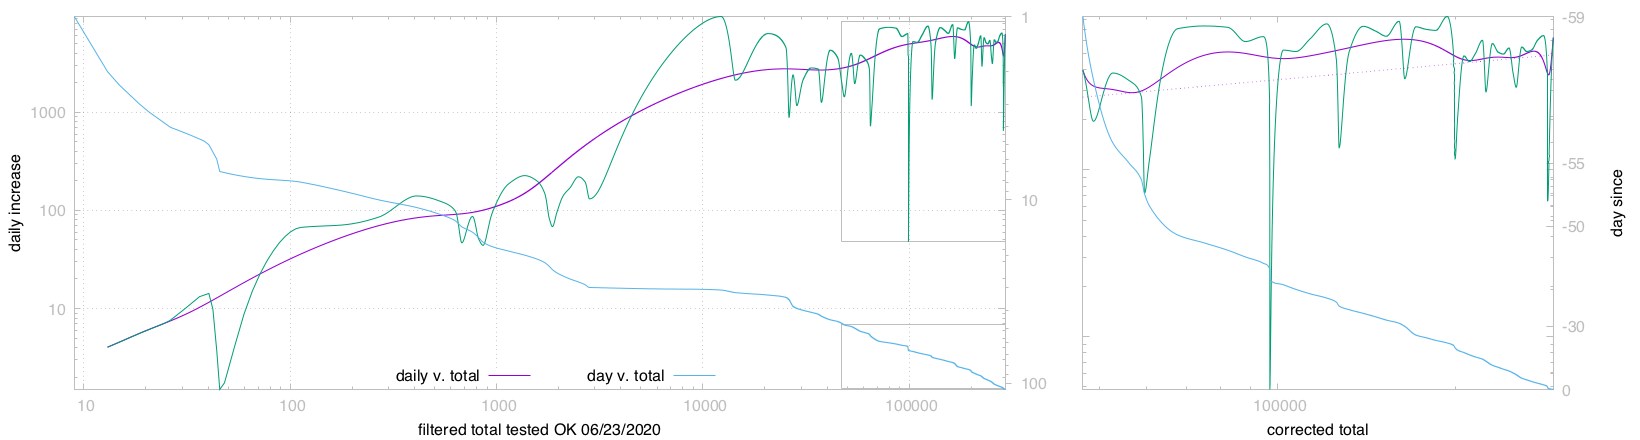 1
-59
1000
daily increase
-55
day since
100
10
-50
10
-30
daily v. total
day v. total
100
0
10
100
1000
10000
100000
100000
filtered total tested OK 06/23/2020
corrected total